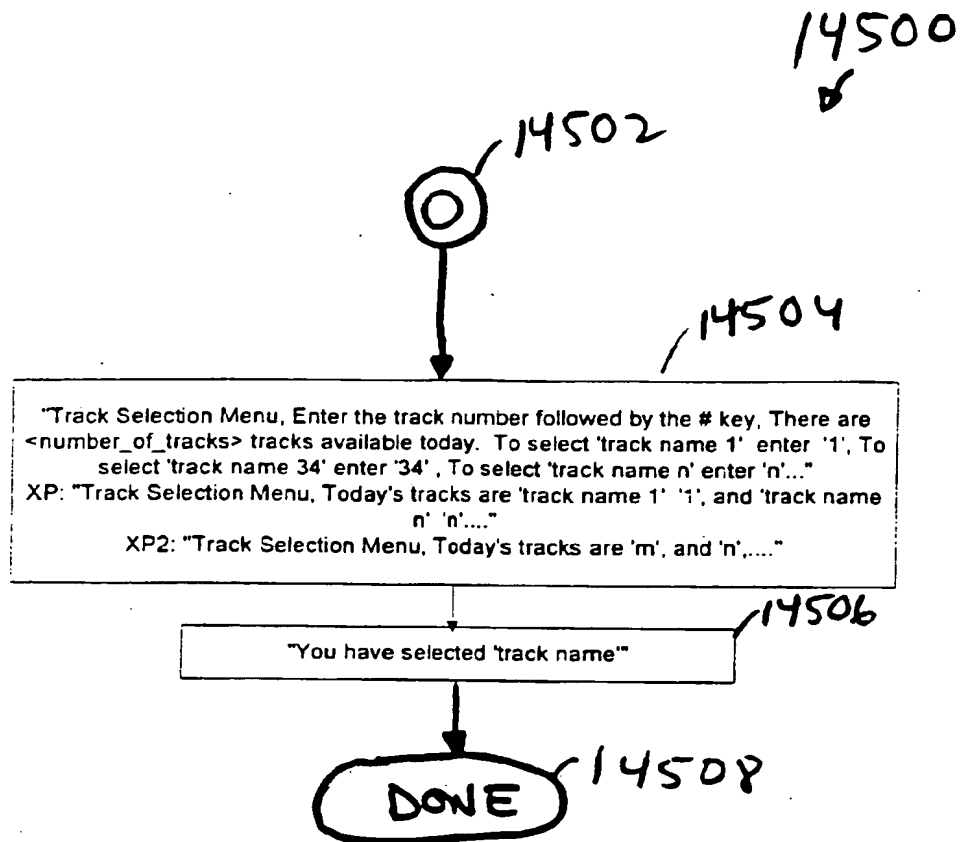 14500
14502
14504
"Track Selection Menu, Enter the track number followed by the # key, There are
<number_of_tracks> tracks available today. To select 'track name 1' enter '1', To
select 'track name 34' enter '34' , To select 'track name n' enter 'n'..."
XP: "Track Selection Menu, Today's tracks are 'track name 1' '1', and 'track name
n' 'n'...."
XP2: "Track Selection Menu, Today's tracks are 'm', and 'n',...."
14506
"You have selected 'track name'"
DONE
14508